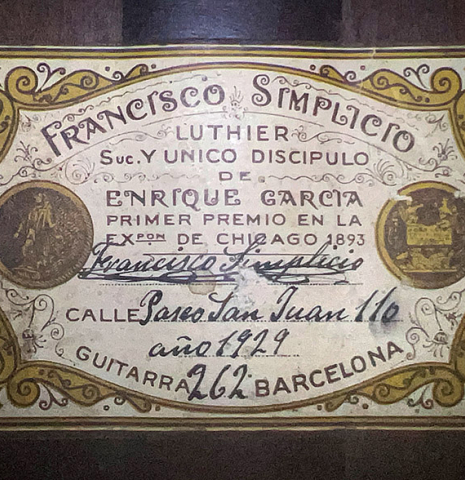 FRANCISCO SIMPLICIO
LUTHIER
SUC. Y UNICO DISCIPULO
DE
ENRIQUE GARCIA
PRIMER PREMIO EN LA
EXPON DE CHICAGO 1893
Francisco Simplicio
CALLE Paseo San Juan 110
año 1929
GUITARRA 262 BARCELONA